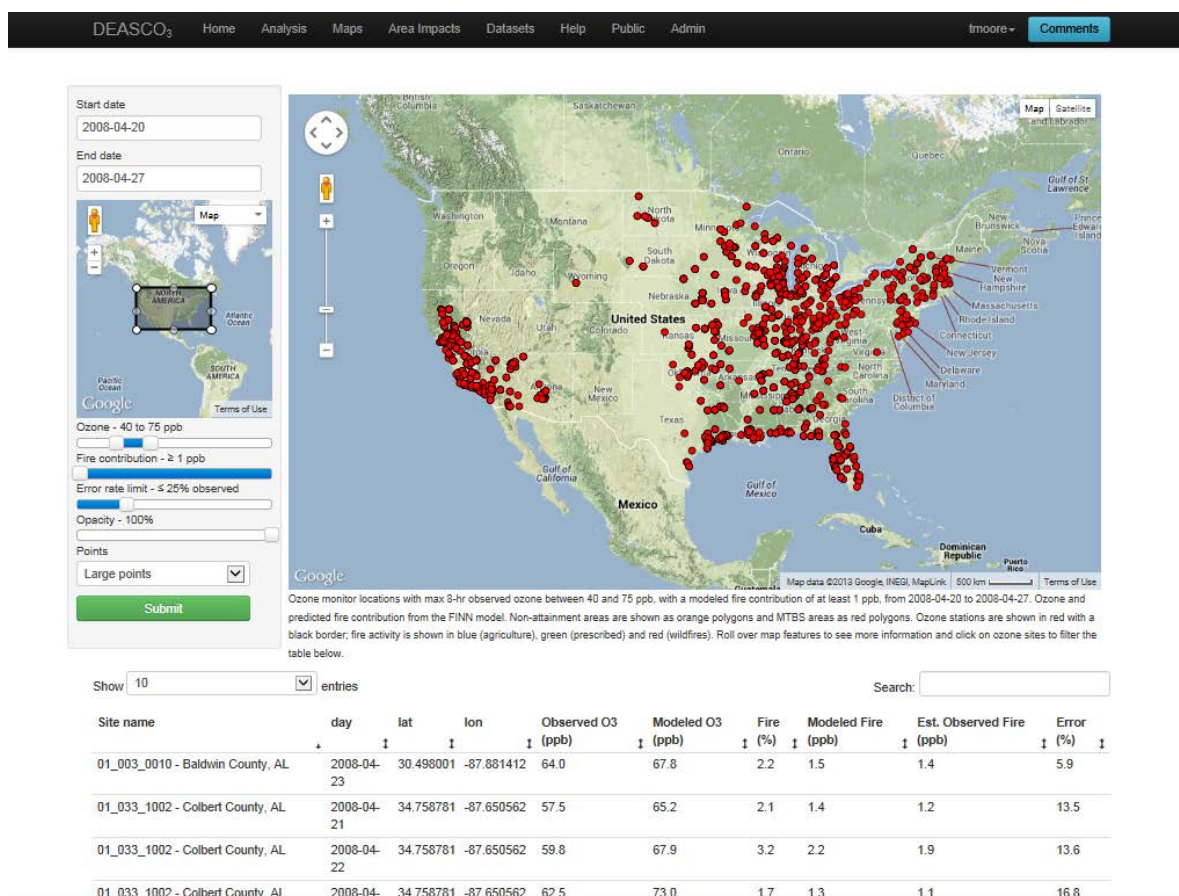 DEASCO3 Home Analysis Maps Area Impacts Datasets Help Public Admin tmoore Comments
Start date
2008-04-20
End date
2008-04-27
Map
NORTH
AMERICA
Atlantic
Ocean
SOUTH
AMERICA
Pacific
Ocean
Google
Terms of Use
Ozone - 40 to 75 ppb
Fire contribution - ≥ 1 ppb
Error rate limit - ≤ 25% observed
Opacity - 100%
Points
Large points
Submit
British
Columbia
Saskatchewan
Map Satellite
and Labrador
Ontario
Quebec
Gulf of St
Lawrence
Washington
Montana
North
Dakota
New
Brunswick
Prince
Edward
Island
Nova
Scotia
Maine
Oregon
Idaho
Wyoming
South
Dakota
Vermont
New
Hampshire
Massachusetts
Rhode Island
Connecticut
New Jersey
Delaware
Maryland
District of
Columbia
Nebraska
Nevada
Utah
Colorado
United States
Kansas
West
Virginia
North
Carolina
South
Carolina
New
Mexico
Texas
Georgia
Gulf of
California
Gulf of
Mexico
Mexico
Cuba
Dominican
Republic
Puerto
Rico
Guatemala
Google
Map data ©2013 Google, INEGI, MapLink 500 km Terms of Use
Ozone monitor locations with max 8-hr observed ozone between 40 and 75 ppb, with a modeled fire contribution of at least 1 ppb, from 2008-04-20 to 2008-04-27. Ozone and
predicted fire contribution from the FINN model. Non-attainment areas are shown as orange polygons and MTBS areas as red polygons. Ozone stations are shown in red with a
black border; fire activity is shown in blue (agriculture), green (prescribed) and red (wildfires). Roll over map features to see more information and click on ozone sites to filter the
table below.
Show 10 entries Search:
Site name day lat lon Observed O3 (ppb) Modeled O3 (ppb) Fire (%) Modeled Fire (ppb) Est. Observed Fire (ppb) Error (%)
01_003_0010 - Baldwin County, AL 2008-04-23 30.498001 -87.881412 64.0 67.8 2.2 1.5 1.4 5.9
01_033_1002 - Colbert County, AL 2008-04-21 34.758781 -87.650562 57.5 65.2 2.1 1.4 1.2 13.5
01_033_1002 - Colbert County, AL 2008-04-22 34.758781 -87.650562 59.8 67.9 3.2 2.2 1.9 13.6
01_033_1002 - Colbert County, AL 2008-04- 34.758781 -87.650562 62.5 73.0 1.7 1.3 1.1 16.8